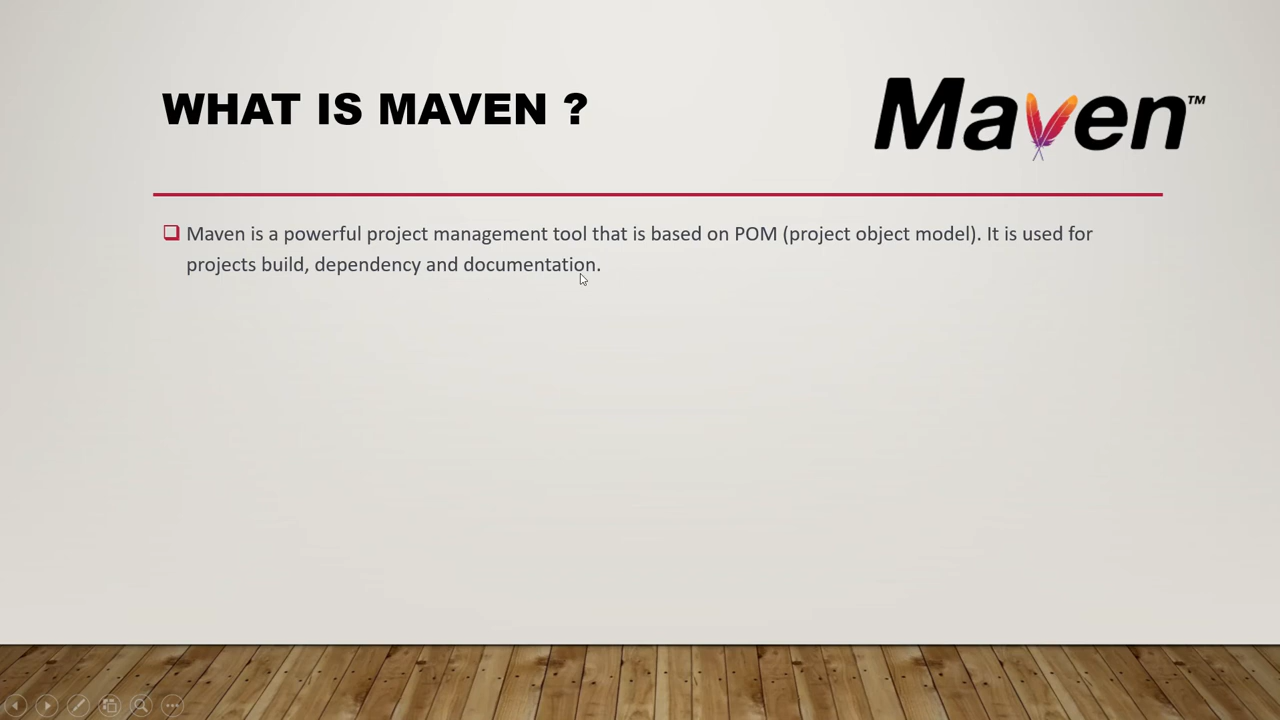 WHAT IS MAVEN ?
Maven™
Maven is a powerful project management tool that is based on POM (project object model). It is used for
projects build, dependency and documentation.